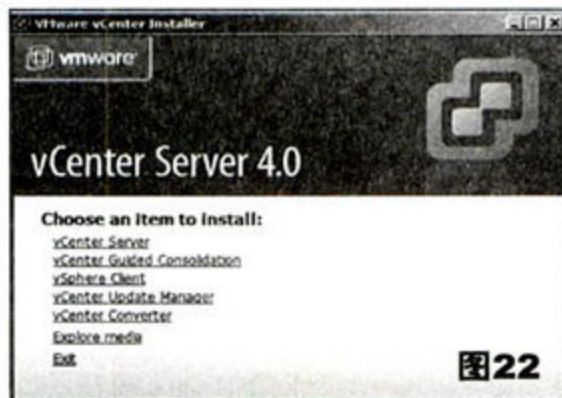 VMware vCenter Installer
vmware
vCenter Server 4.0
Choose an item to install:
vCenter Server
vCenter Guided Consolidation
vSphere Client
vCenter Update Manager
vCenter Converter
Explore media
Exit
图22